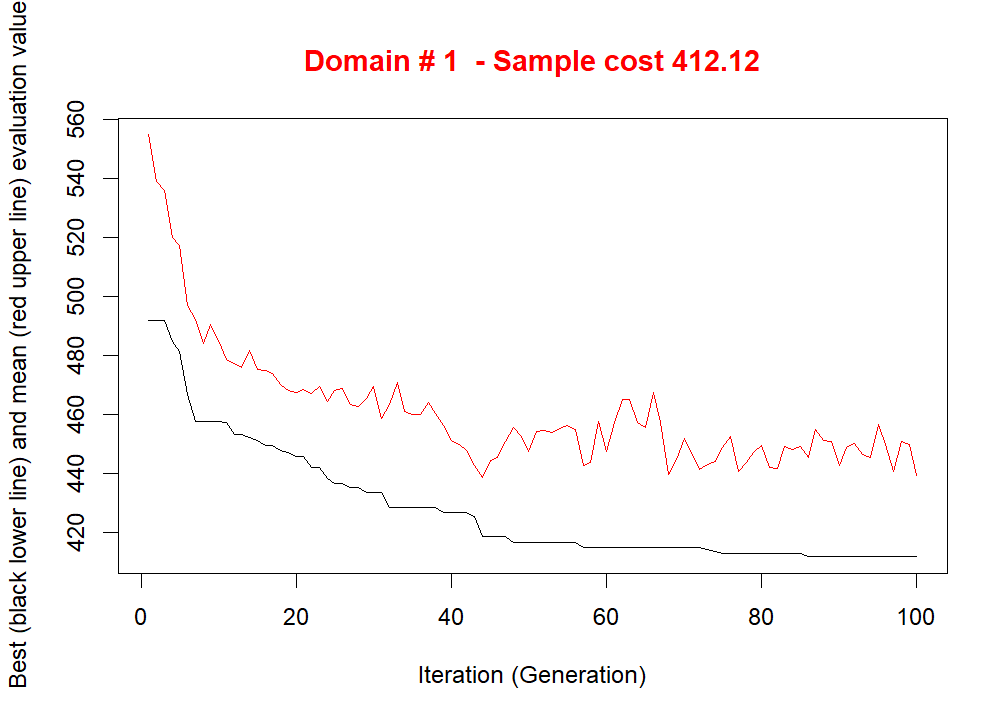 Domain # 1  - Sample cost 412.12
Best (black lower line) and mean (red upper line) evaluation value
560
540
520
500
480
460
440
420
0 20 40 60 80 100
Iteration (Generation)